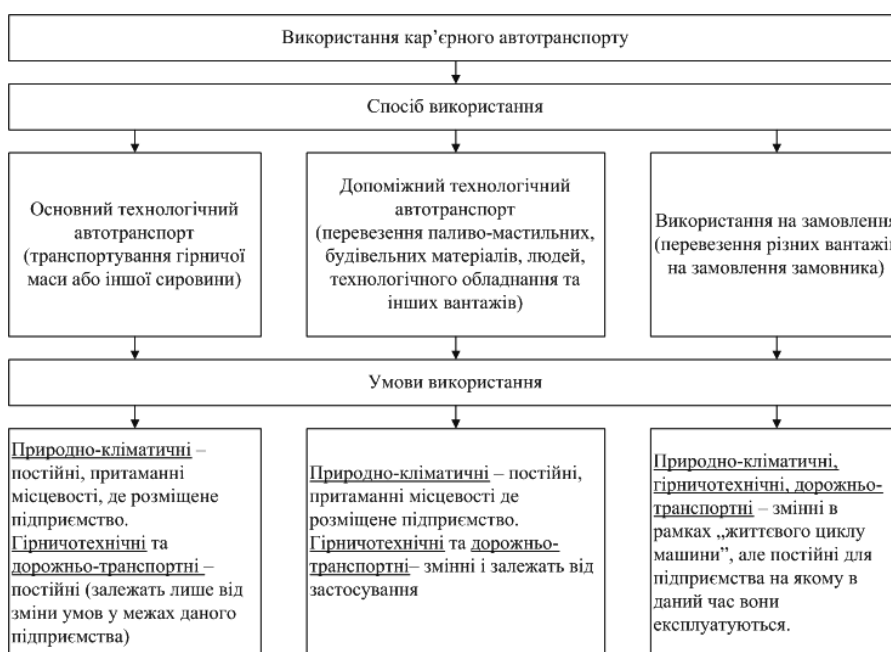 Використання кар’єрного автотранспорту
Спосіб використання
Основний технологічний
автотранспорт
(транспортування гірничої
маси або іншої сировини)
Допоміжний технологічний
автотранспорт
(перевезення паливо-мастильних,
будівельних матеріалів, людей,
технологічного обладнання та
інших вантажів)
Використання на замовлення
(перевезення різних вантажів
на замовлення замовника)
Умови використання
Природно-кліматичні –
постійні, притаманні
місцевості, де розміщене
підприємство.
Гірничотехнічні та
дорожньо-транспортні –
постійні (залежать лише від
зміни умов у межах даного
підприємства)
Природно-кліматичні – постійні,
притаманні місцевості де
розміщене підприємство.
Гірничотехнічні та дорожньо-
транспортні– змінні і залежать від
застосування
Природно-кліматичні,
гірничотехнічні, дорожньо-
транспортні – змінні в
рамках „життєвого циклу
машини”, але постійні для
підприємства на якому в
даний час вони
експлуатуються.